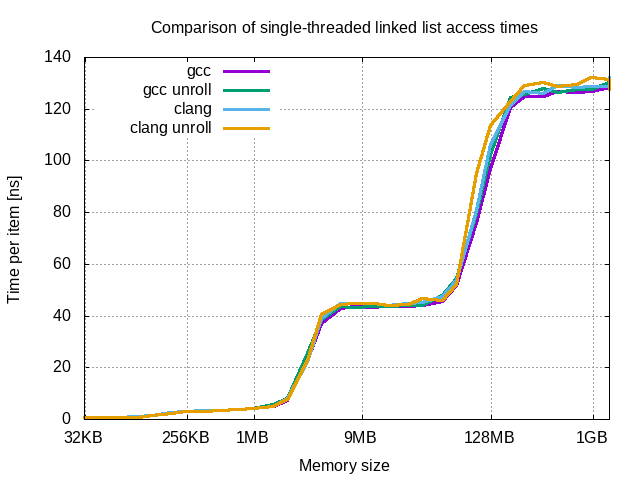 Comparison of single-threaded linked list access times
Time per item [ns]
140
120
100
80
60
40
20
0
gcc
gcc unroll
clang
clang unroll
32KB 256KB 1MB 9MB 128MB 1GB
Memory size